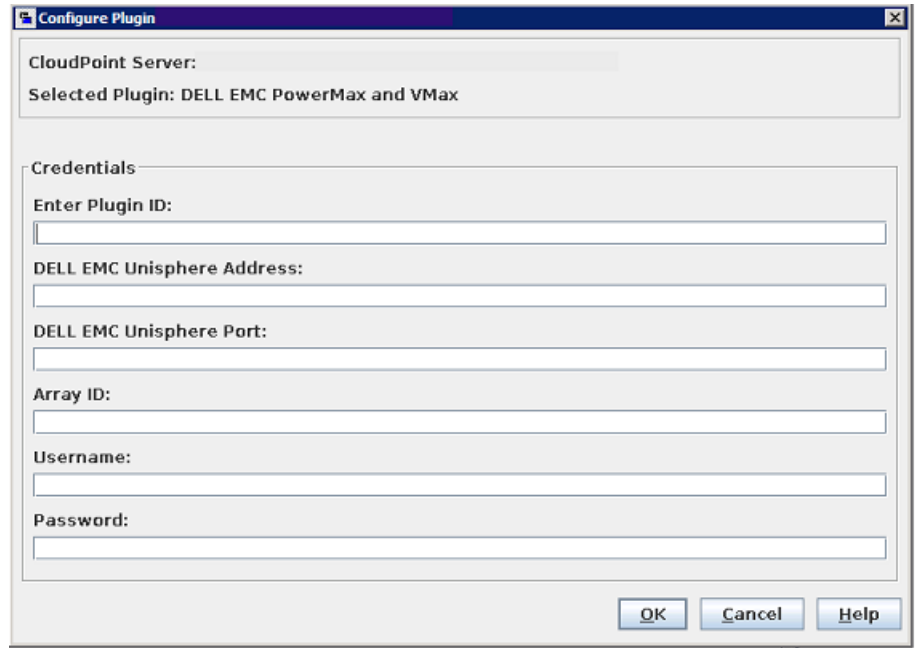 Configure Plugin
CloudPoint Server:
Selected Plugin: DELL EMC PowerMax and VMax
Credentials
Enter Plugin ID:
DELL EMC Unisphere Address:
DELL EMC Unisphere Port:
Array ID:
Username:
Password:
OK Cancel Help